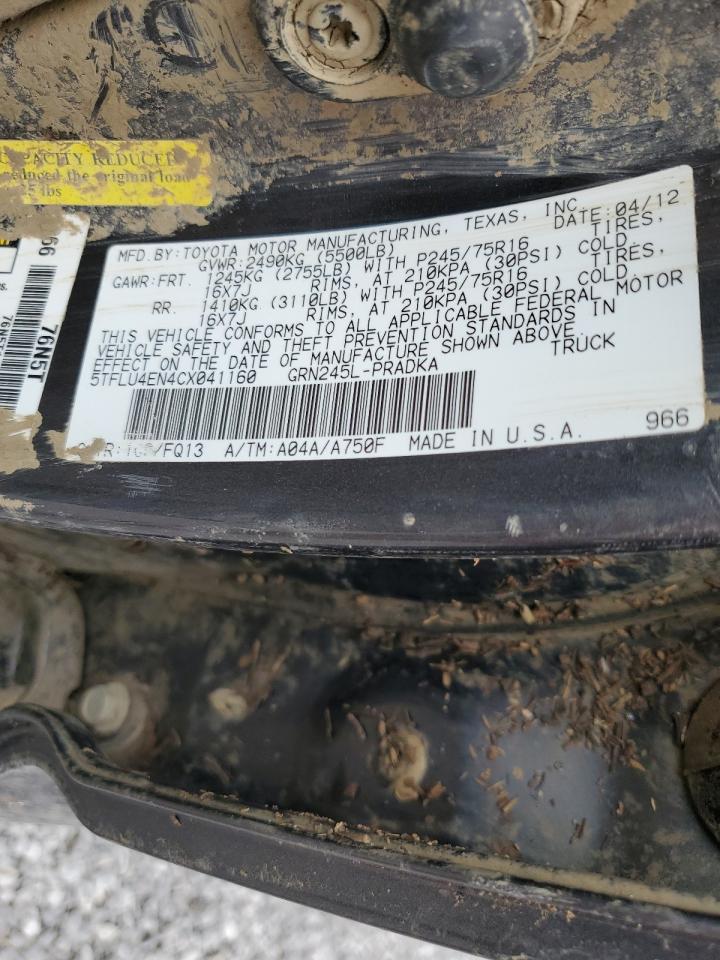 CAPACITY REDUCED
reduced the original load
5 lbs
66
76N5T
MFD. BY: TOYOTA MOTOR MANUFACTURING, TEXAS, INC.
DATE: 04/12
GVWR: 2490KG (5500LB)
GAWR: FRT. 1245KG (2755LB) WITH P245/75R16 TIRES,
16X7J RIMS, AT 210KPA (30PSI) COLD.
RR. 1410KG (3110LB) WITH P245/75R16 TIRES,
16X7J RIMS, AT 210KPA (30PSI) COLD.
THIS VEHICLE CONFORMS TO ALL APPLICABLE FEDERAL MOTOR
VEHICLE SAFETY AND THEFT PREVENTION STANDARDS IN
EFFECT ON THE DATE OF MANUFACTURE SHOWN ABOVE.
5TFLU4EN4CX041160 GRN245L-PRADKA TRUCK
/FQ13 A/TM: A04A/A750F MADE IN U.S.A. 966